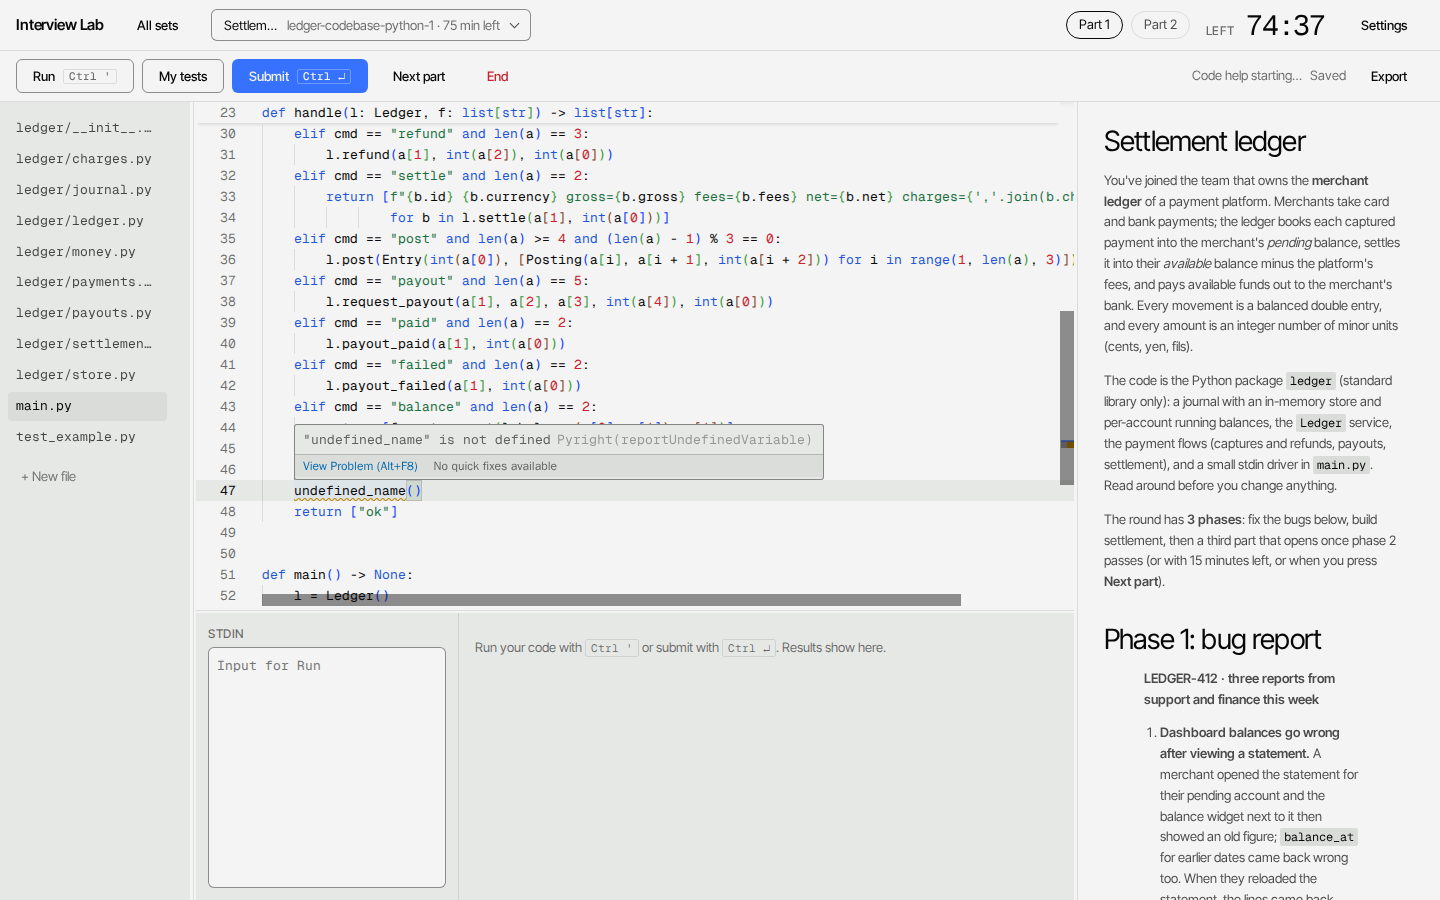 Interview Lab
All sets
Settlem... ledger-codebase-python-1 · 75 min left
Part 1
Part 2
LEFT 74:37
Settings
Run Ctrl '
My tests
Submit Ctrl ↵
Next part
End
Code help starting...
Saved
Export
ledger/__init__.…
ledger/charges.py
ledger/journal.py
ledger/ledger.py
ledger/money.py
ledger/payments.…
ledger/payouts.py
ledger/settlemen…
ledger/store.py
main.py
test_example.py
+ New file
23 def handle(l: Ledger, f: list[str]) -> list[str]:
30 elif cmd == "refund" and len(a) == 3:
31 l.refund(a[1], int(a[2]), int(a[0]))
32 elif cmd == "settle" and len(a) == 2:
33 return [f"{b.id} {b.currency} gross={b.gross} fees={b.fees} net={b.net} charges={','.join(b.ch
34 for b in l.settle(a[1], int(a[0]))]
35 elif cmd == "post" and len(a) >= 4 and (len(a) - 1) % 3 == 0:
36 l.post(Entry(int(a[0]), [Posting(a[i], a[i + 1], int(a[i + 2])) for i in range(1, len(a), 3)])
37 elif cmd == "payout" and len(a) == 5:
38 l.request_payout(a[1], a[2], a[3], int(a[4]), int(a[0]))
39 elif cmd == "paid" and len(a) == 2:
40 l.payout_paid(a[1], int(a[0]))
41 elif cmd == "failed" and len(a) == 2:
42 l.payout_failed(a[1], int(a[0]))
43 elif cmd == "balance" and len(a) == 2:
44
"undefined_name" is not defined Pyright(reportUndefinedVariable)
45
View Problem (Alt+F8) No quick fixes available
46
47 undefined_name()
48 return ["ok"]
49
50
51 def main() -> None:
52 l = Ledger()
STDIN
Input for Run
Run your code with Ctrl ' or submit with Ctrl ↵. Results show here.
Settlement ledger
You've joined the team that owns the merchant
ledger of a payment platform. Merchants take card
and bank payments; the ledger books each captured
payment into the merchant's pending balance, settles
it into their available balance minus the platform's
fees, and pays available funds out to the merchant's
bank. Every movement is a balanced double entry,
and every amount is an integer number of minor units
(cents, yen, fils).
The code is the Python package ledger (standard
library only): a journal with an in-memory store and
per-account running balances, the Ledger service,
the payment flows (captures and refunds, payouts,
settlement), and a small stdin driver in main.py.
Read around before you change anything.
The round has 3 phases: fix the bugs below, build
settlement, then a third part that opens once phase 2
passes (or with 15 minutes left, or when you press
Next part).
Phase 1: bug report
LEDGER-412 · three reports from
support and finance this week
1. Dashboard balances go wrong
after viewing a statement. A
merchant opened the statement for
their pending account and the
balance widget next to it then
showed an old figure; balance_at
for earlier dates came back wrong
too. When they reloaded the
statement, the lines came back